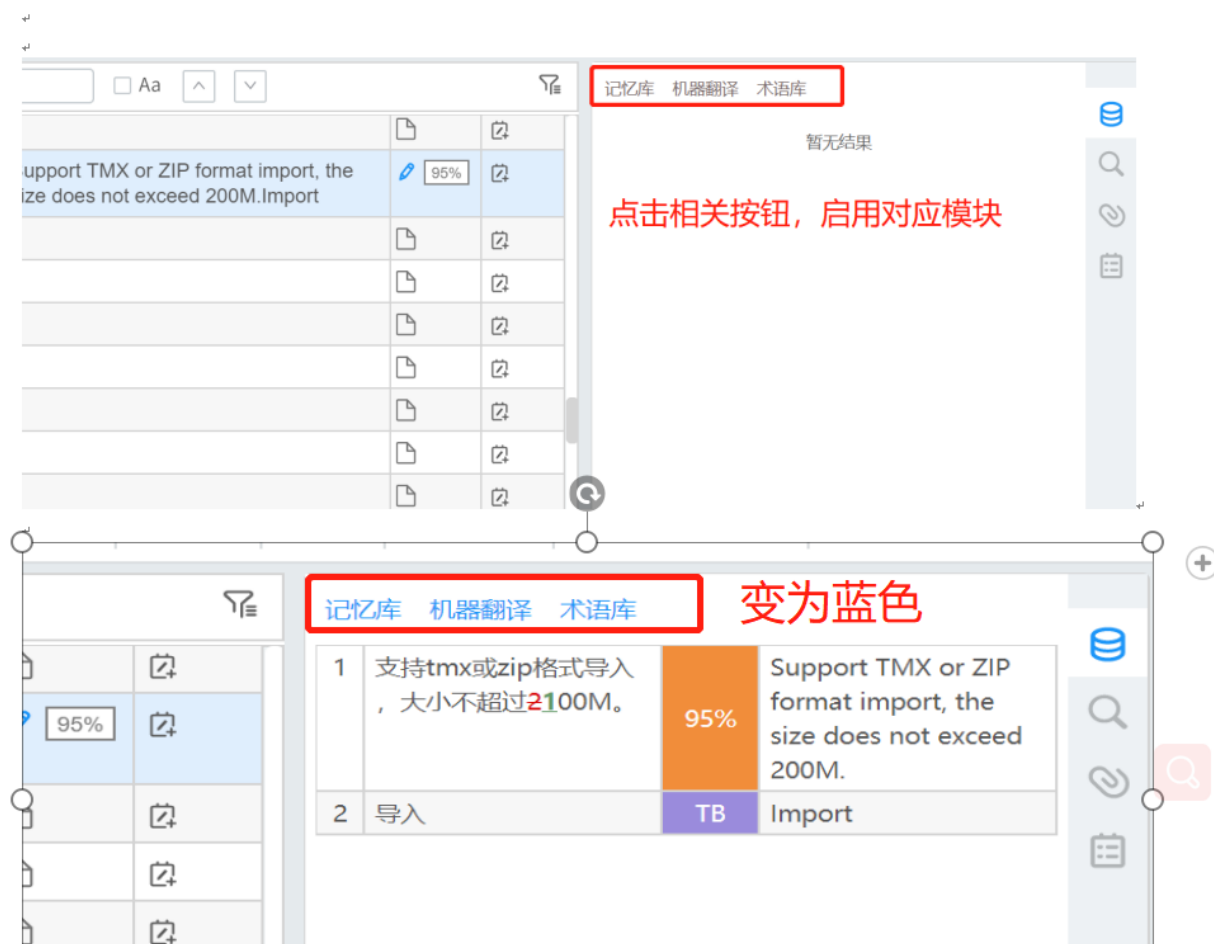 Aa
记忆库 机器翻译 术语库
暂无结果
upport TMX or ZIP format import, the
ize does not exceed 200M.Import
95%
点击相关按钮，启用对应模块
记忆库 机器翻译 术语库
变为蓝色
95%
1 支持tmx或zip格式导入
，大小不超过2100M。
95%
Support TMX or ZIP
format import, the
size does not exceed
200M.
2 导入 TB Import